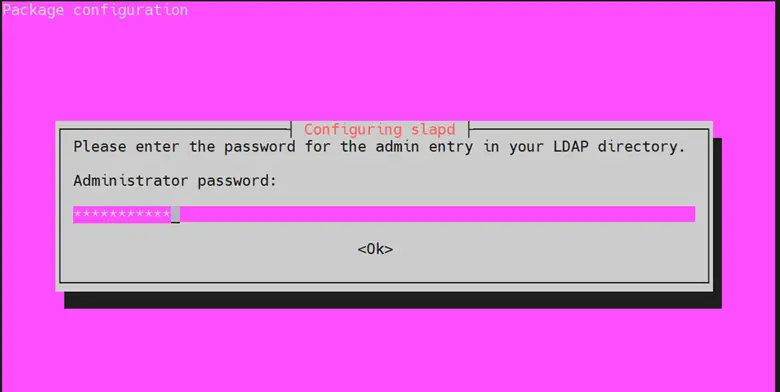 Package configuration
Configuring slapd
Please enter the password for the admin entry in your LDAP directory.
Administrator password:
***********
<Ok>